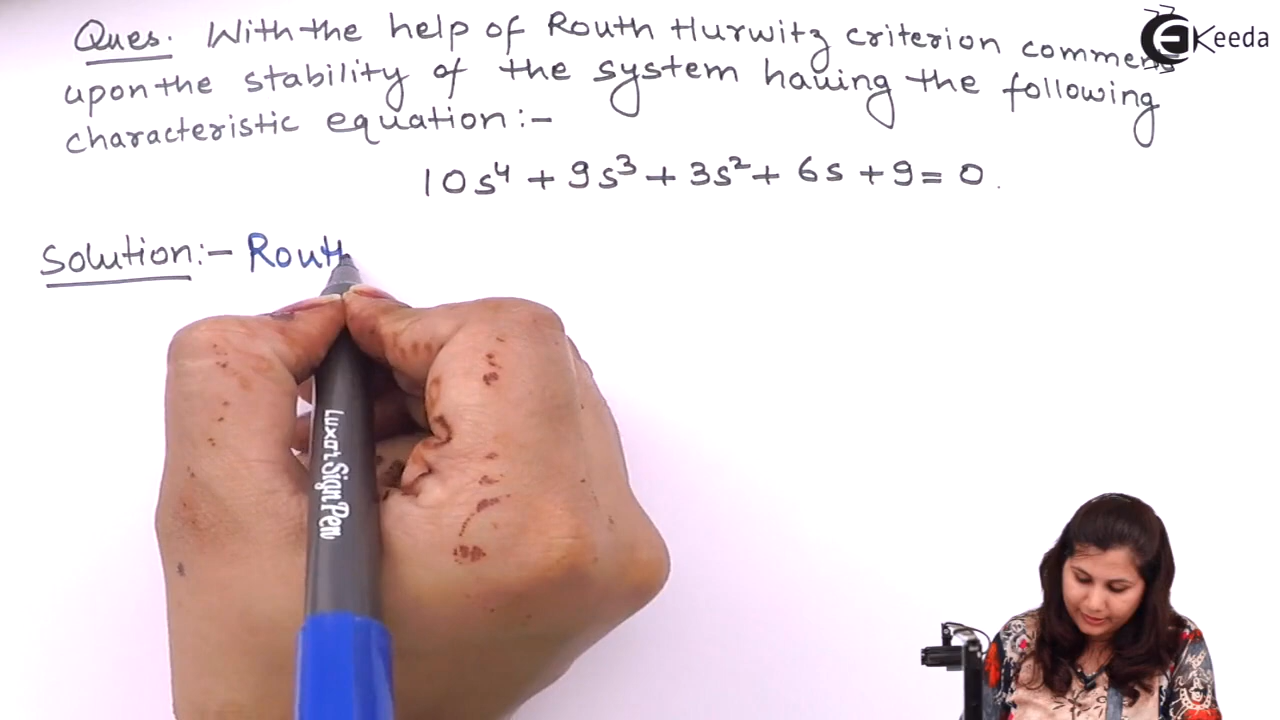 Ques. With the help of Routh Hurwitz criterion comment
upon the stability of the system having the following
characteristic equation:-
10s⁴ + 9s³ + 3s² + 6s + 9 = 0.
Solution:- Routh
Luxor Sign Pen
EKeeda